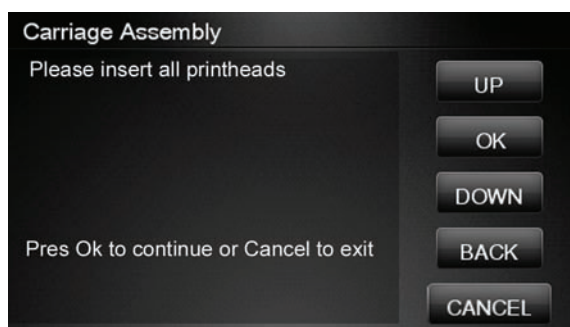 Carriage Assembly
Please insert all printheads
UP
OK
DOWN
Pres Ok to continue or Cancel to exit
BACK
CANCEL